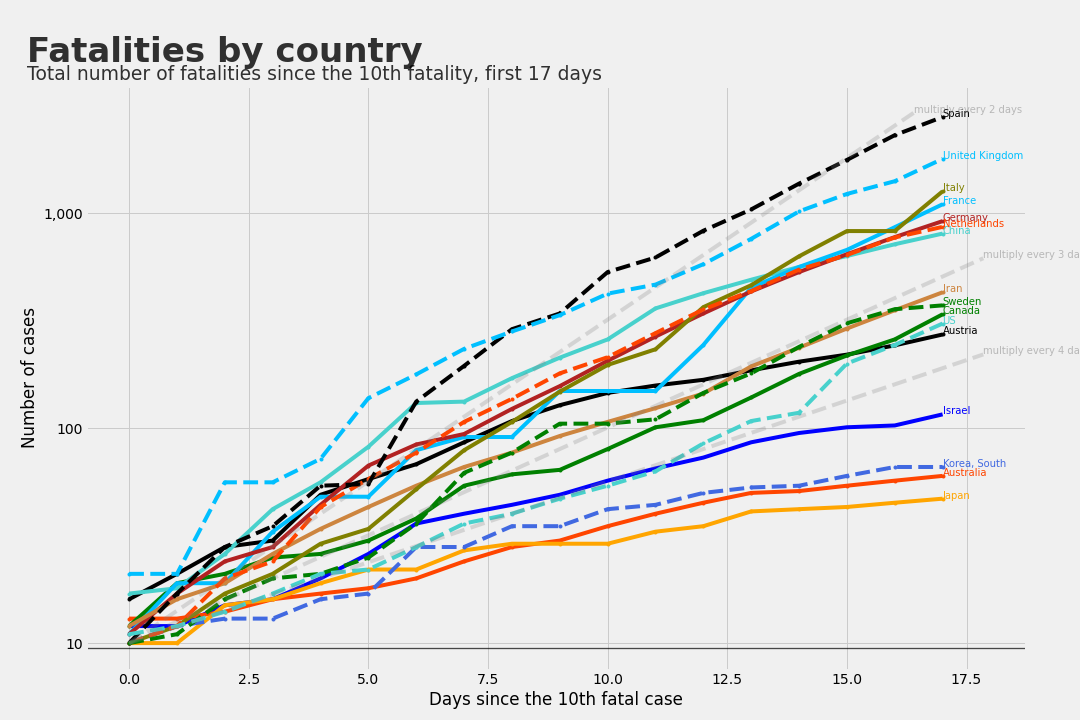 Fatalities by country
Total number of fatalities since the 10th fatality, first 17 days
multiply every 2 days
Spain
United Kingdom
Italy
France
Germany
Netherlands
China
multiply every 3 da
Iran
Sweden
Canada
US
Austria
multiply every 4 da
Israel
Korea, South
Australia
Japan
1,000
100
10
Number of cases
0.0 2.5 5.0 7.5 10.0 12.5 15.0 17.5
Days since the 10th fatal case